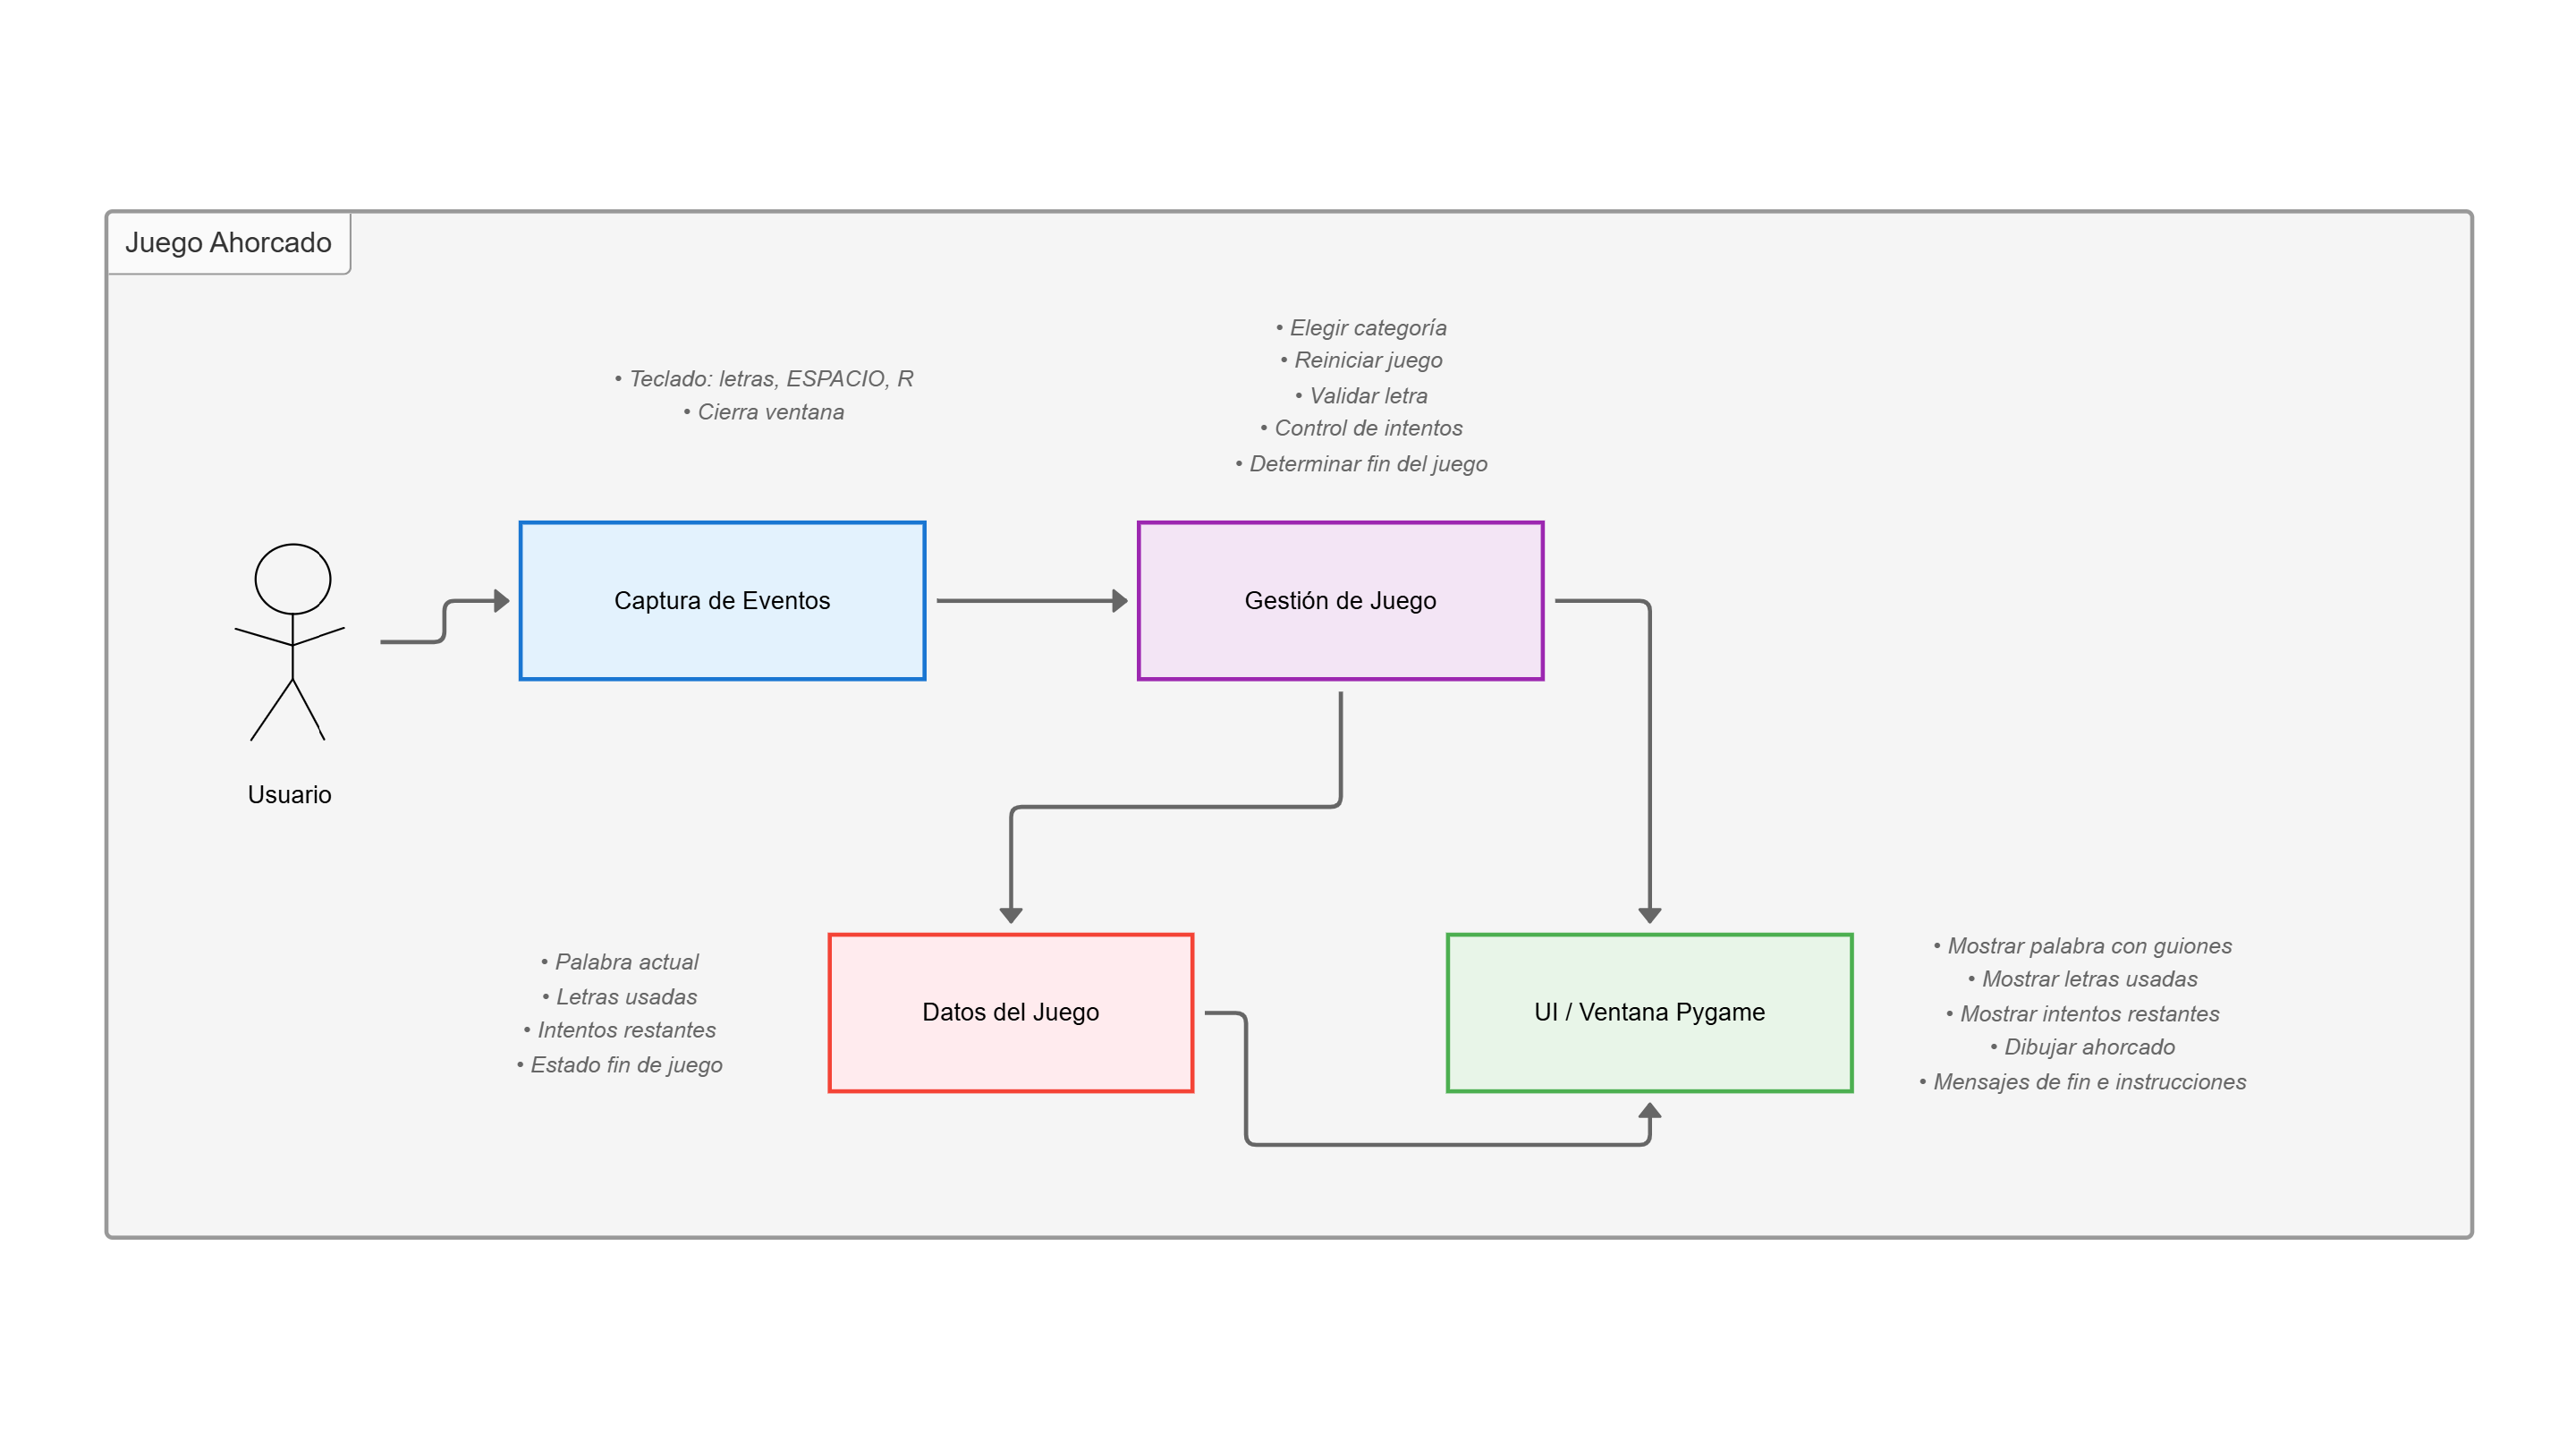 Juego Ahorcado
• Teclado: letras, ESPACIO, R
• Cierra ventana
• Elegir categoría
• Reiniciar juego
• Validar letra
• Control de intentos
• Determinar fin del juego
Captura de Eventos
Gestión de Juego
Usuario
• Palabra actual
• Letras usadas
• Intentos restantes
• Estado fin de juego
Datos del Juego
UI / Ventana Pygame
• Mostrar palabra con guiones
• Mostrar letras usadas
• Mostrar intentos restantes
• Dibujar ahorcado
• Mensajes de fin e instrucciones